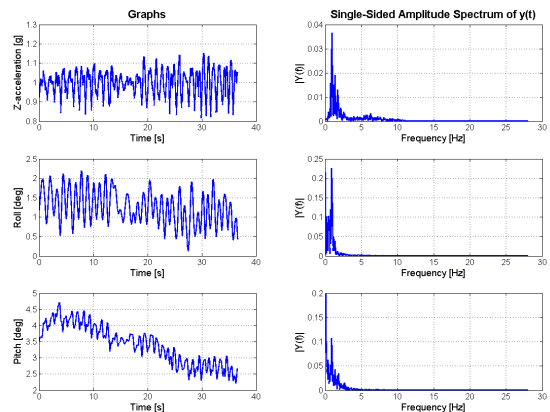 Graphs
Single-Sided Amplitude Spectrum of y(t)
Z-acceleration [g]
1.3
1.2
1.1
1
0.9
0.8
0 10 20 30 40
Time [s]
|Y(f)|
0.04
0.03
0.02
0.01
0
0 5 10 15 20 25 30
Frequency [Hz]
Roll [deg]
2.5
2
1.5
1
0.5
0
0 10 20 30 40
Time [s]
|Y(f)|
0.25
0.2
0.15
0.1
0.05
0
0 5 10 15 20 25 30
Frequency [Hz]
Pitch [deg]
5
4.5
4
3.5
3
2.5
2
0 10 20 30 40
Time [s]
|Y(f)|
0.2
0.15
0.1
0.05
0
0 5 10 15 20 25 30
Frequency [Hz]